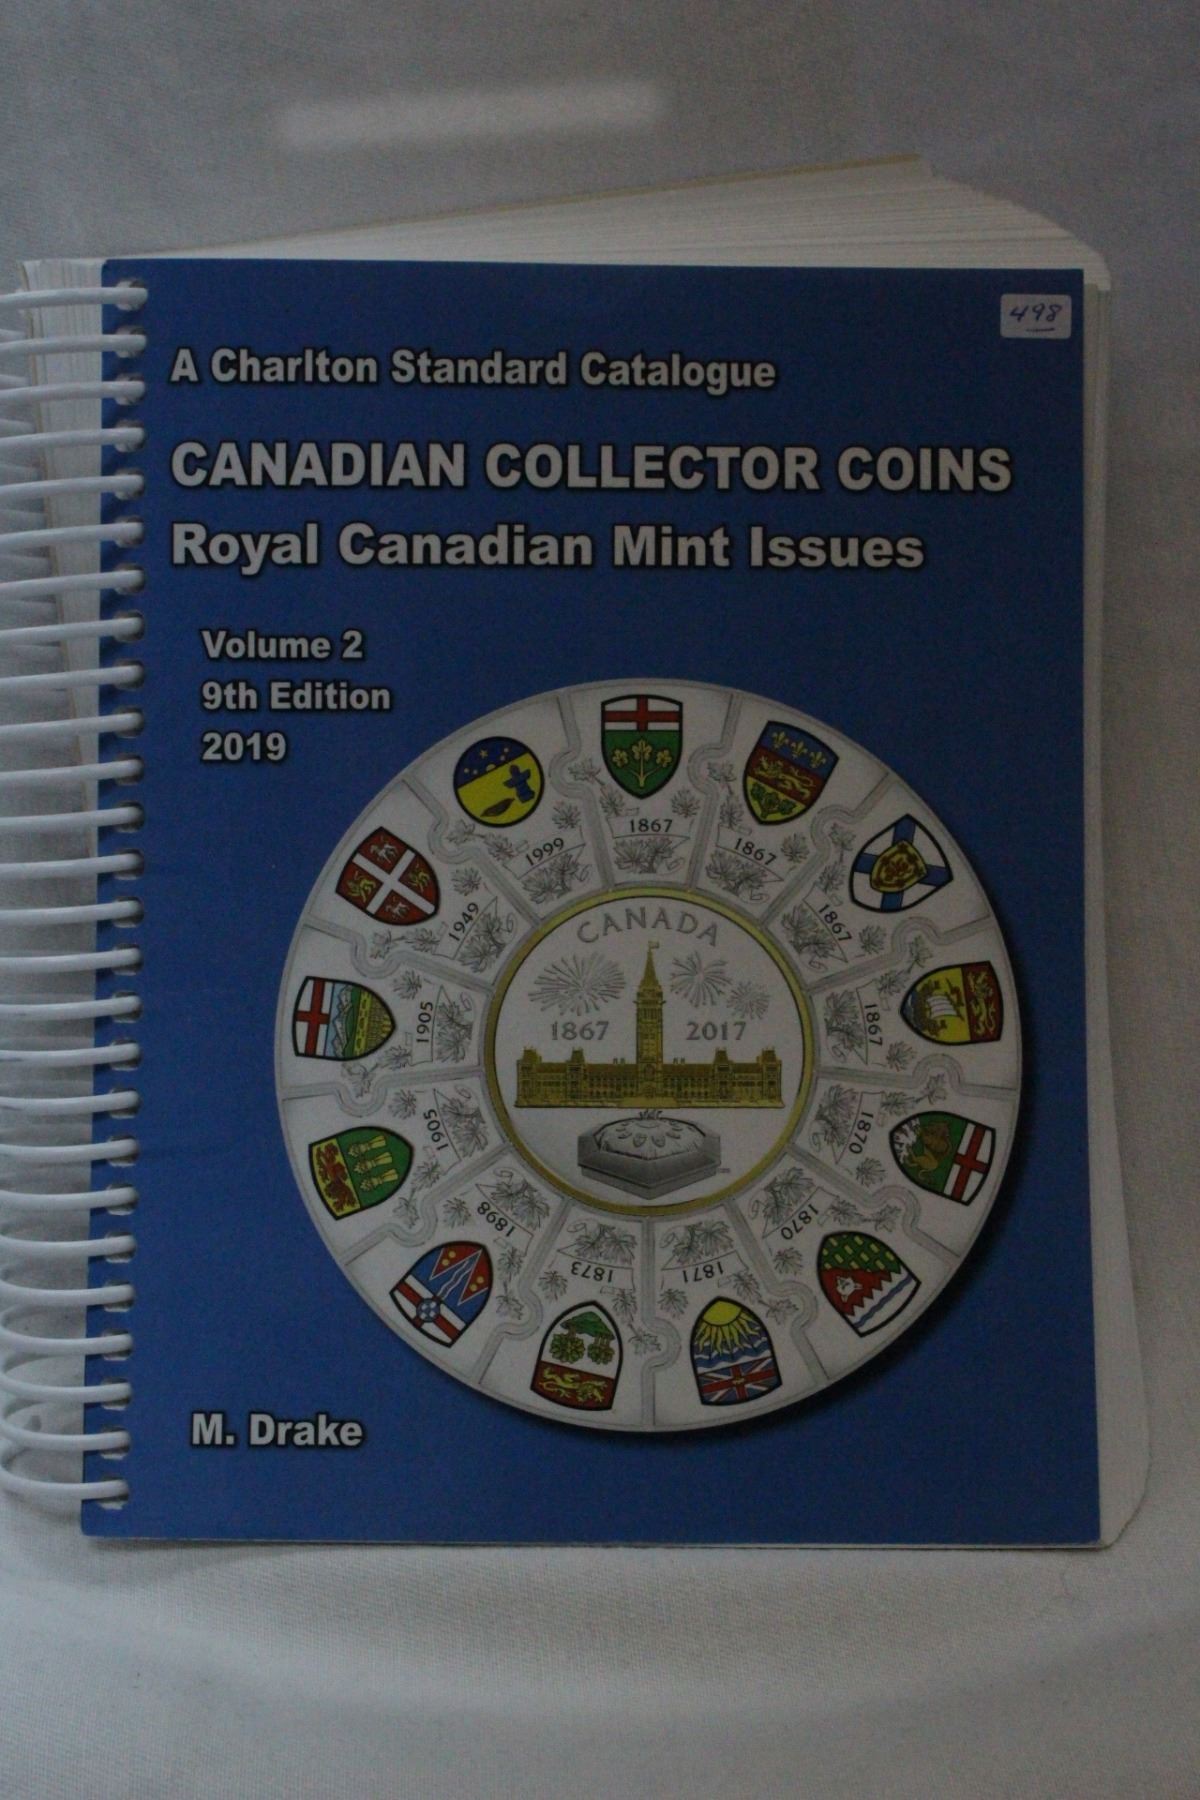 498
A Charlton Standard Catalogue
CANADIAN COLLECTOR COINS
Royal Canadian Mint Issues
Volume 2
9th Edition
2019
1867
1867
1867
1867
1870
1870
1871
1873
1898
1905
1905
1949
1999
CANADA
1867 2017
M. Drake